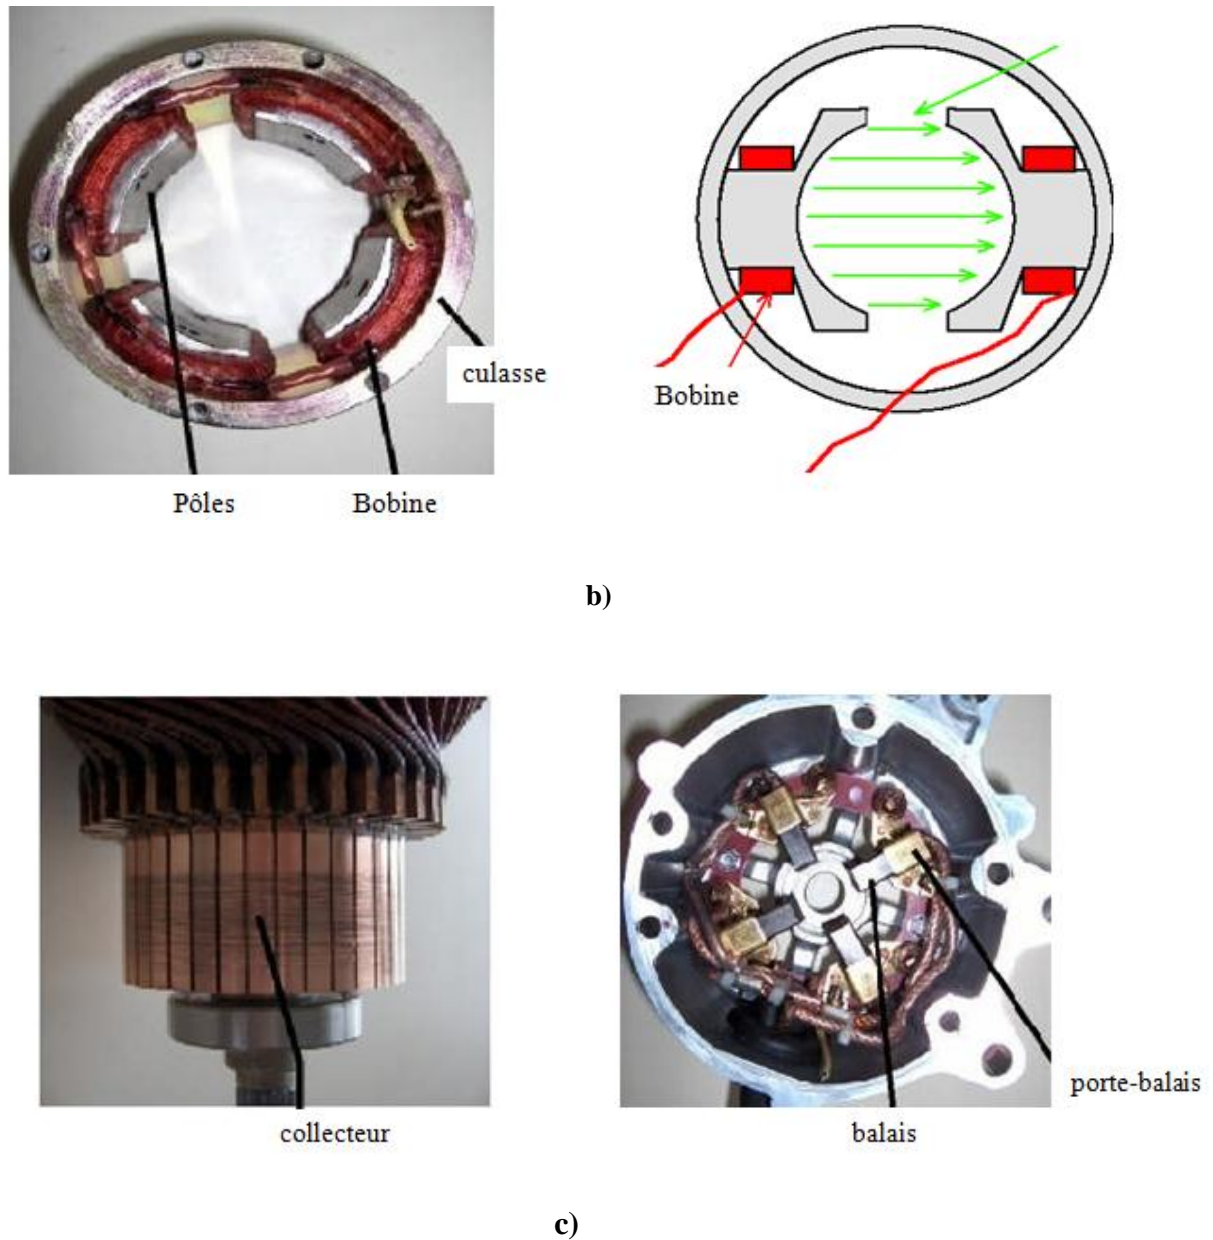 culasse
Bobine
Pôles
Bobine
b)
porte-balais
collecteur
balais
c)